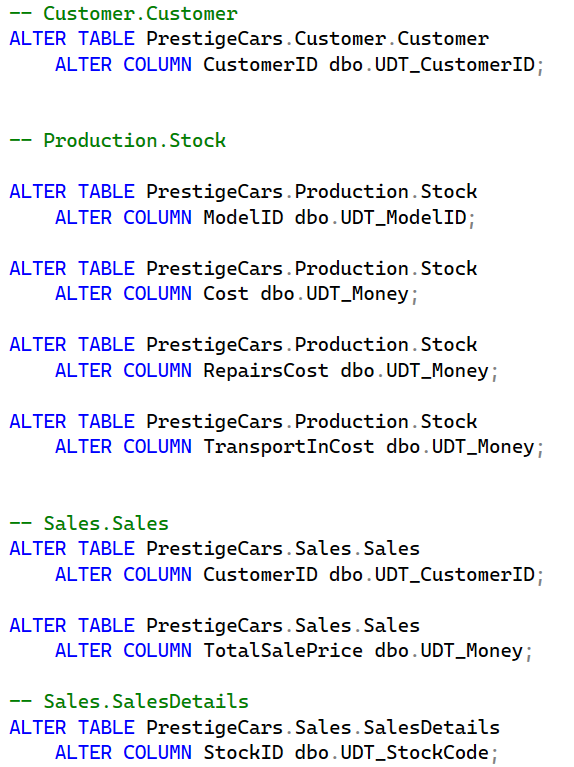 -- Customer.Customer
ALTER TABLE PrestigeCars.Customer.Customer
    ALTER COLUMN CustomerID dbo.UDT_CustomerID;
-- Production.Stock
ALTER TABLE PrestigeCars.Production.Stock
    ALTER COLUMN ModelID dbo.UDT_ModelID;
ALTER TABLE PrestigeCars.Production.Stock
    ALTER COLUMN Cost dbo.UDT_Money;
ALTER TABLE PrestigeCars.Production.Stock
    ALTER COLUMN RepairsCost dbo.UDT_Money;
ALTER TABLE PrestigeCars.Production.Stock
    ALTER COLUMN TransportInCost dbo.UDT_Money;
-- Sales.Sales
ALTER TABLE PrestigeCars.Sales.Sales
    ALTER COLUMN CustomerID dbo.UDT_CustomerID;
ALTER TABLE PrestigeCars.Sales.Sales
    ALTER COLUMN TotalSalePrice dbo.UDT_Money;
-- Sales.SalesDetails
ALTER TABLE PrestigeCars.Sales.SalesDetails
    ALTER COLUMN StockID dbo.UDT_StockCode;